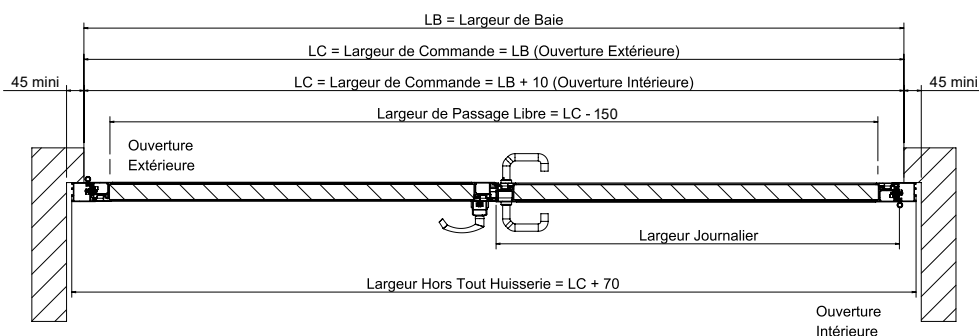 LB = Largeur de Baie
LC = Largeur de Commande = LB (Ouverture Extérieure)
45 mini
LC = Largeur de Commande = LB + 10 (Ouverture Intérieure)
45 mini
Largeur de Passage Libre = LC - 150
Ouverture
Extérieure
Largeur Journalier
Largeur Hors Tout Huisserie = LC + 70
Ouverture
Intérieure